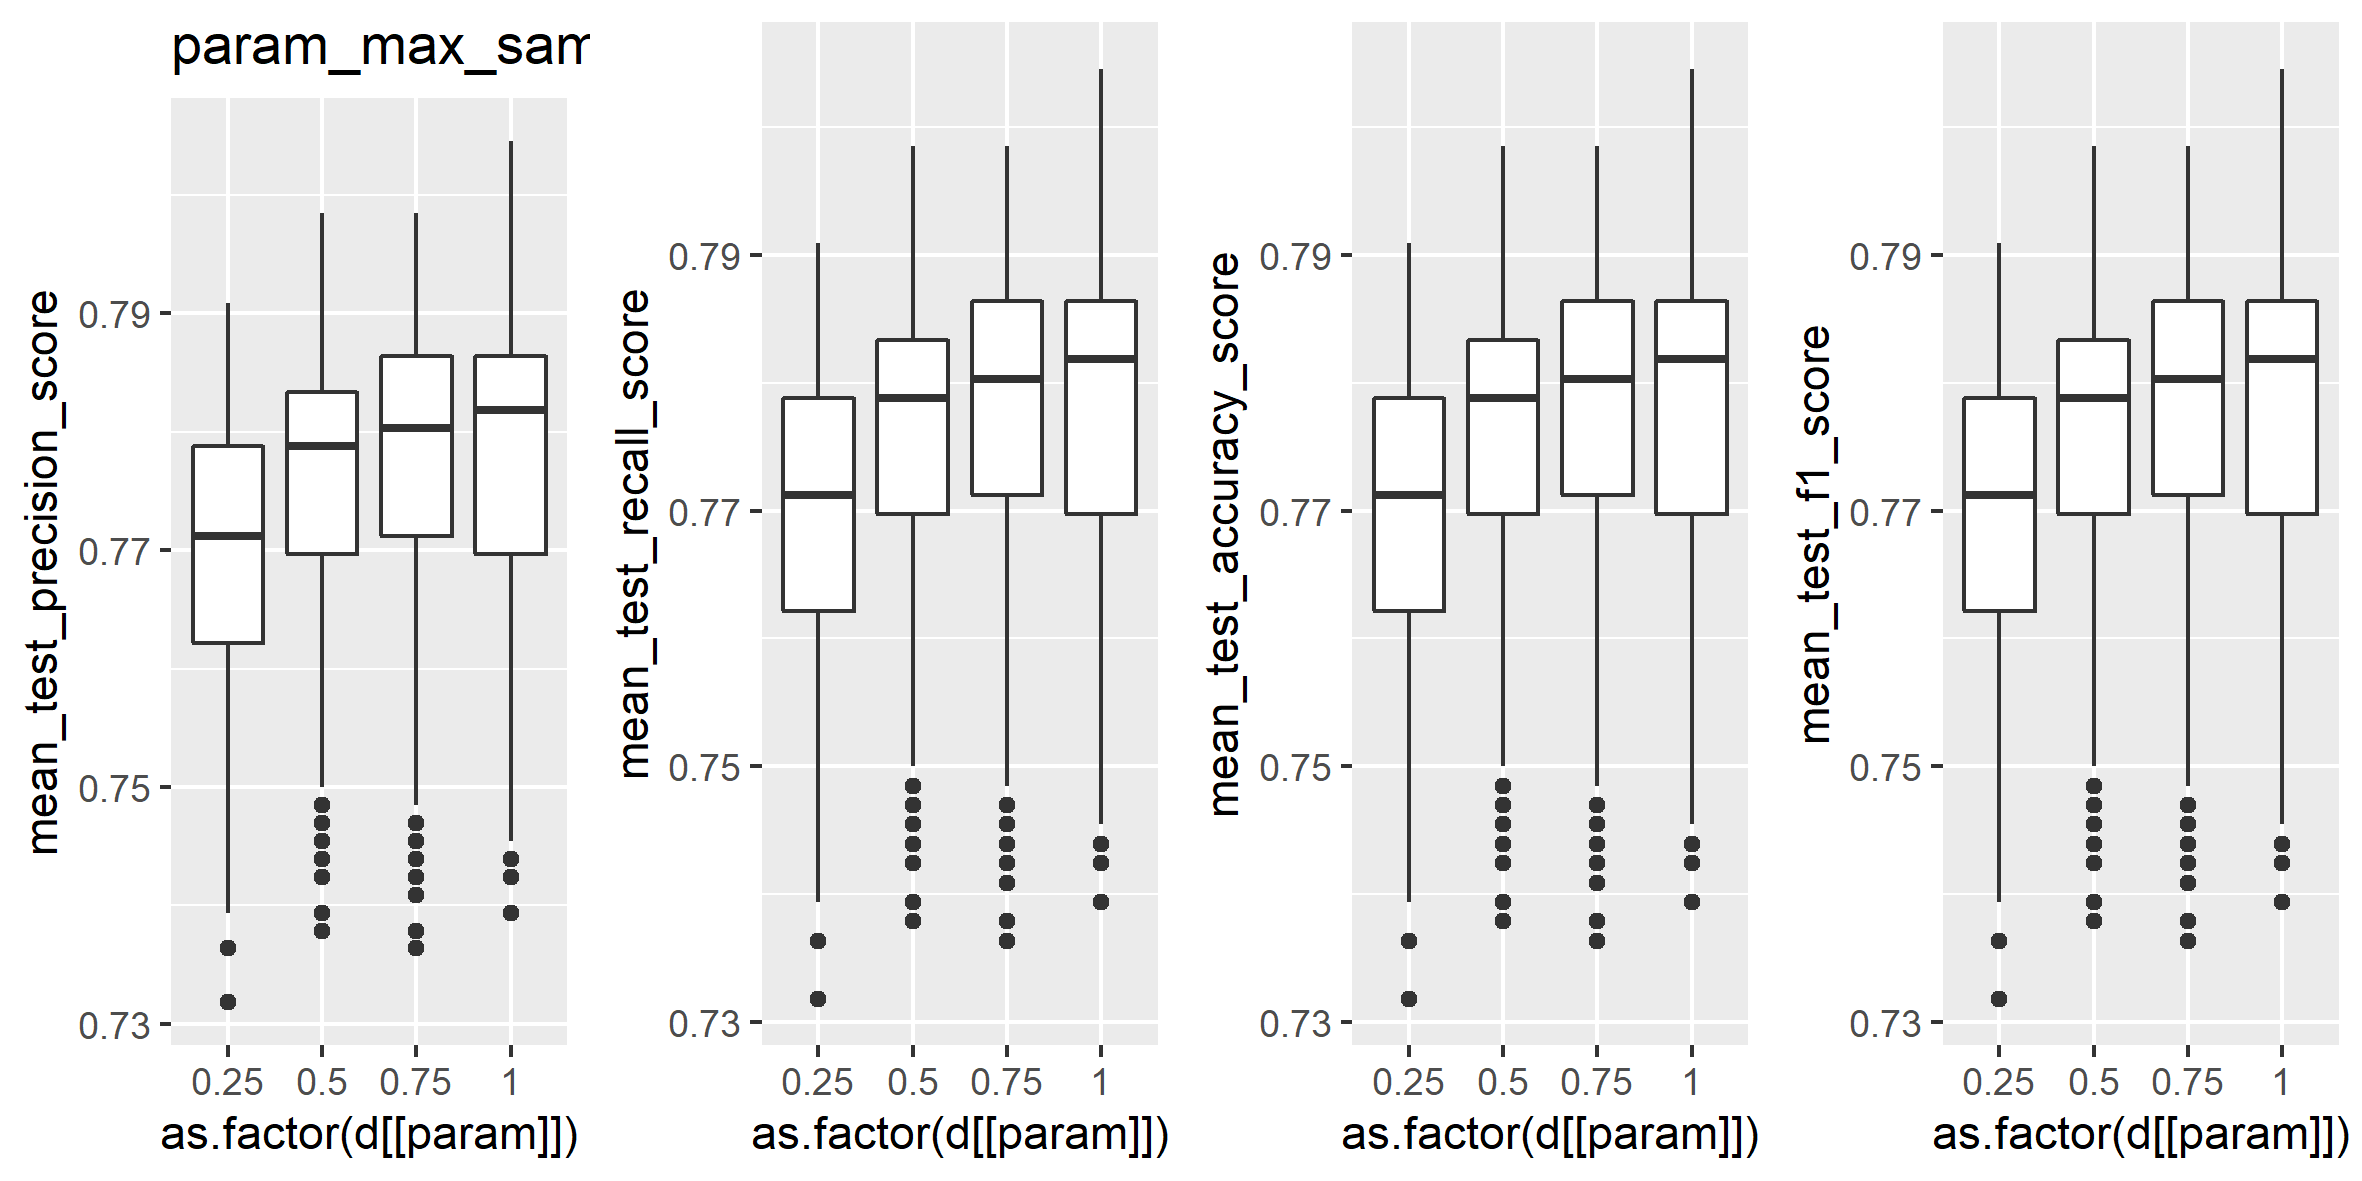 param_max_sam
mean_test_precision_score
0.79
0.77
0.75
0.73
0.25 0.5 0.75 1
as.factor(d[[param]])
mean_test_recall_score
0.79
0.77
0.75
0.73
0.25 0.5 0.75 1
as.factor(d[[param]])
mean_test_accuracy_score
0.79
0.77
0.75
0.73
0.25 0.5 0.75 1
as.factor(d[[param]])
mean_test_f1_score
0.79
0.77
0.75
0.73
0.25 0.5 0.75 1
as.factor(d[[param]])